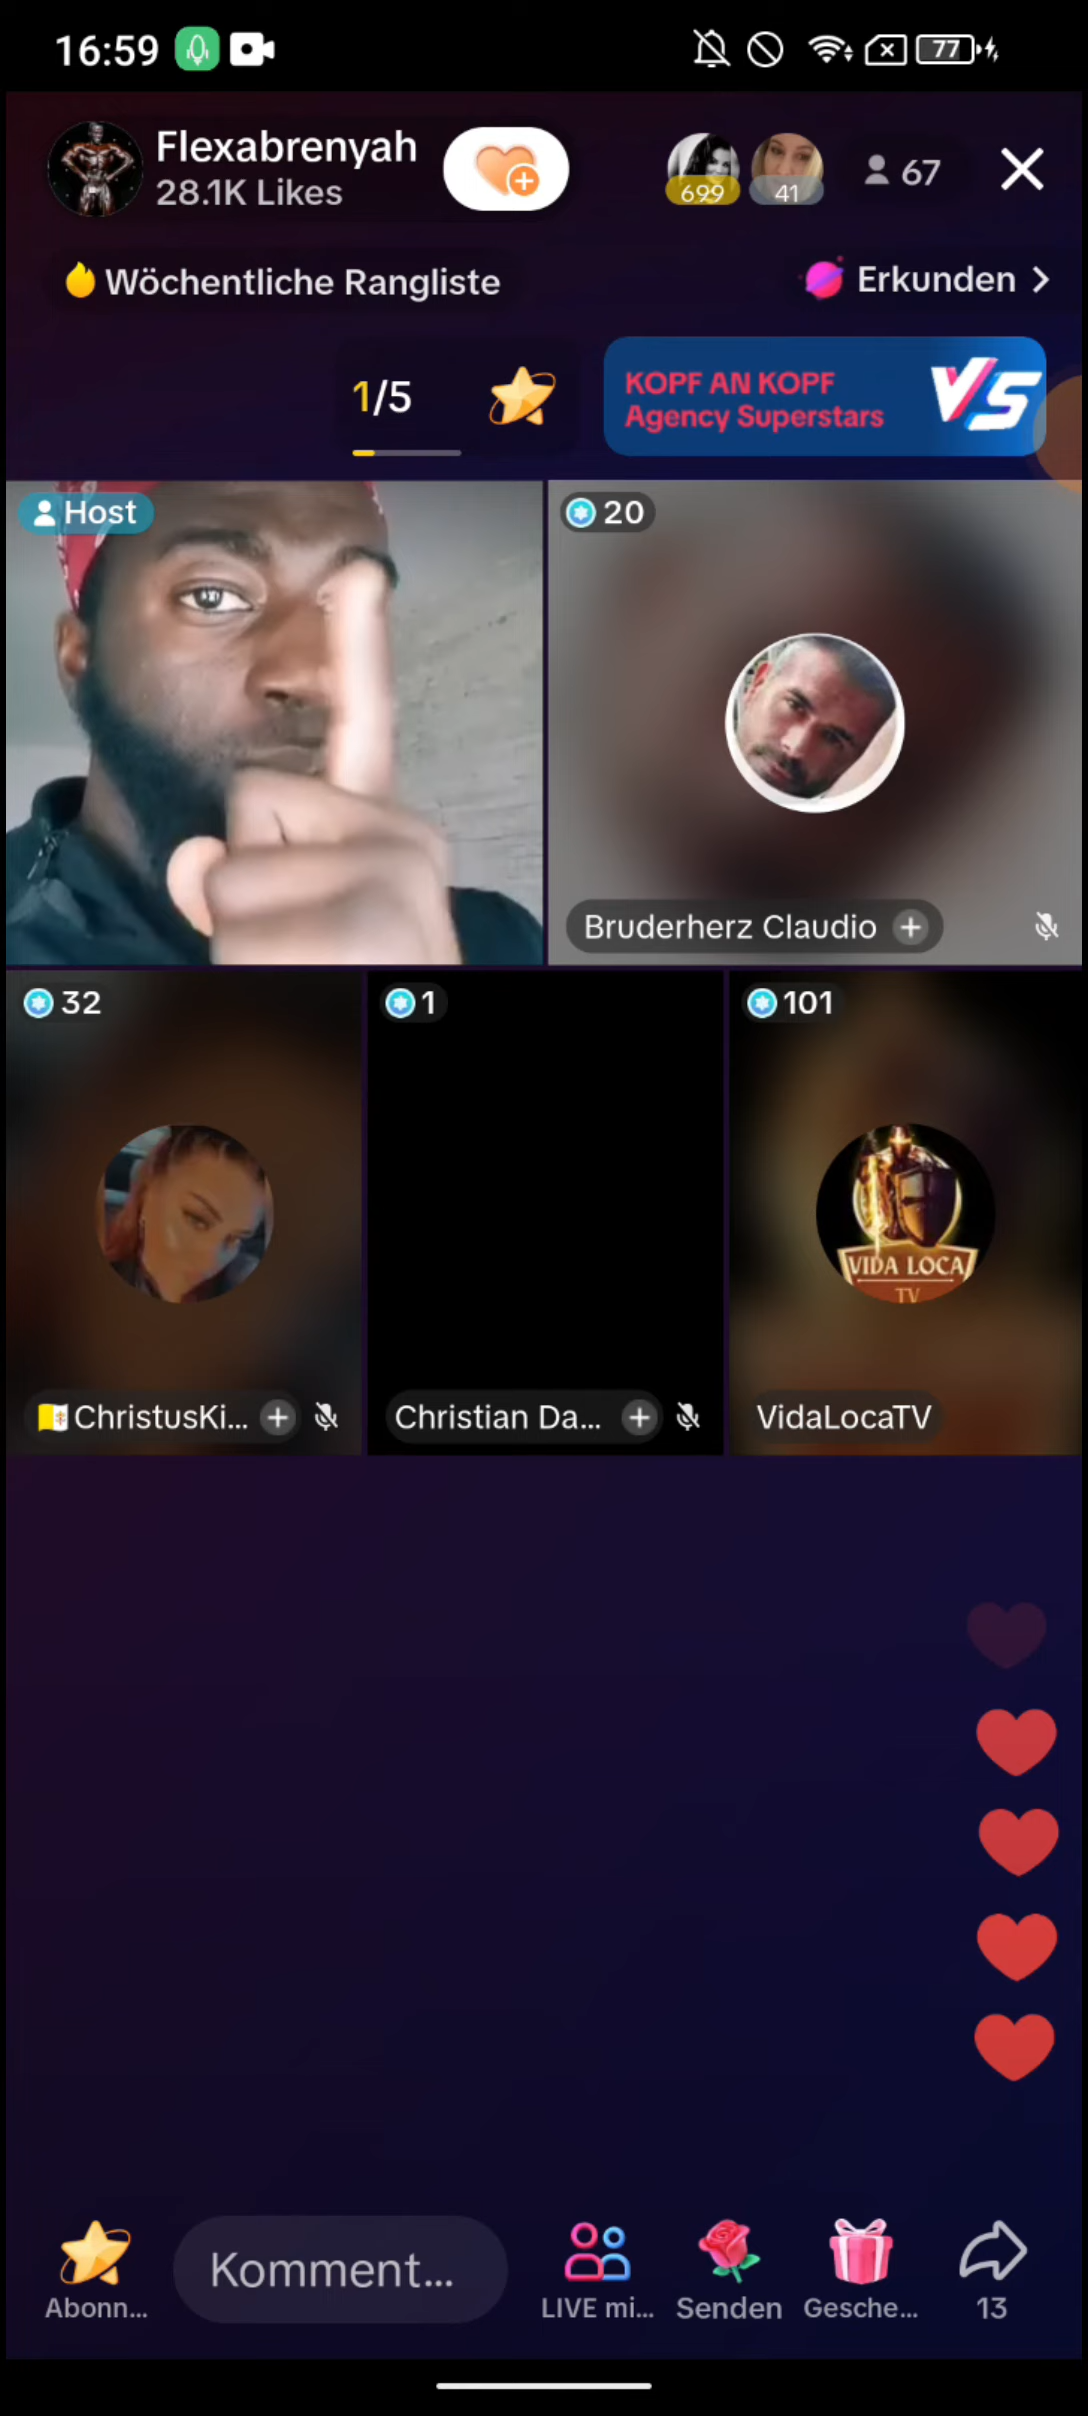 16:59
77
Flexabrenyah
28.1K Likes
699
41
67
Wöchentliche Rangliste
Erkunden
1/5
KOPF AN KOPF
Agency Superstars
VS
Host
20
Bruderherz Claudio
32
1
101
VIDA LOCA
TV
ChristusKi...
Christian Da...
VidaLocaTV
Komment...
Abonn...
LIVE mi...
Senden
Gesche...
13